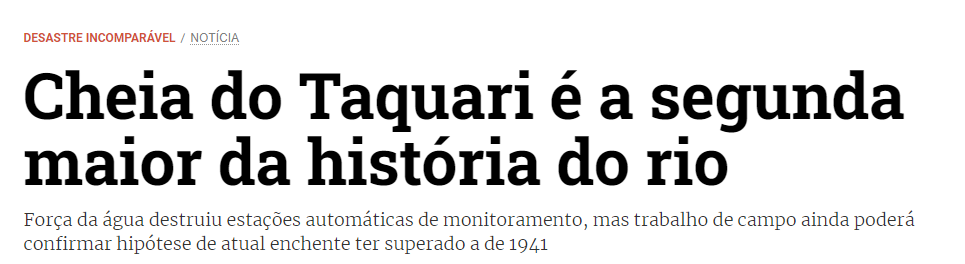 DESASTRE INCOMPARÁVEL / NOTÍCIA
Cheia do Taquari é a segunda
maior da história do rio
Força da água destruiu estações automáticas de monitoramento, mas trabalho de campo ainda poderá
confirmar hipótese de atual enchente ter superado a de 1941